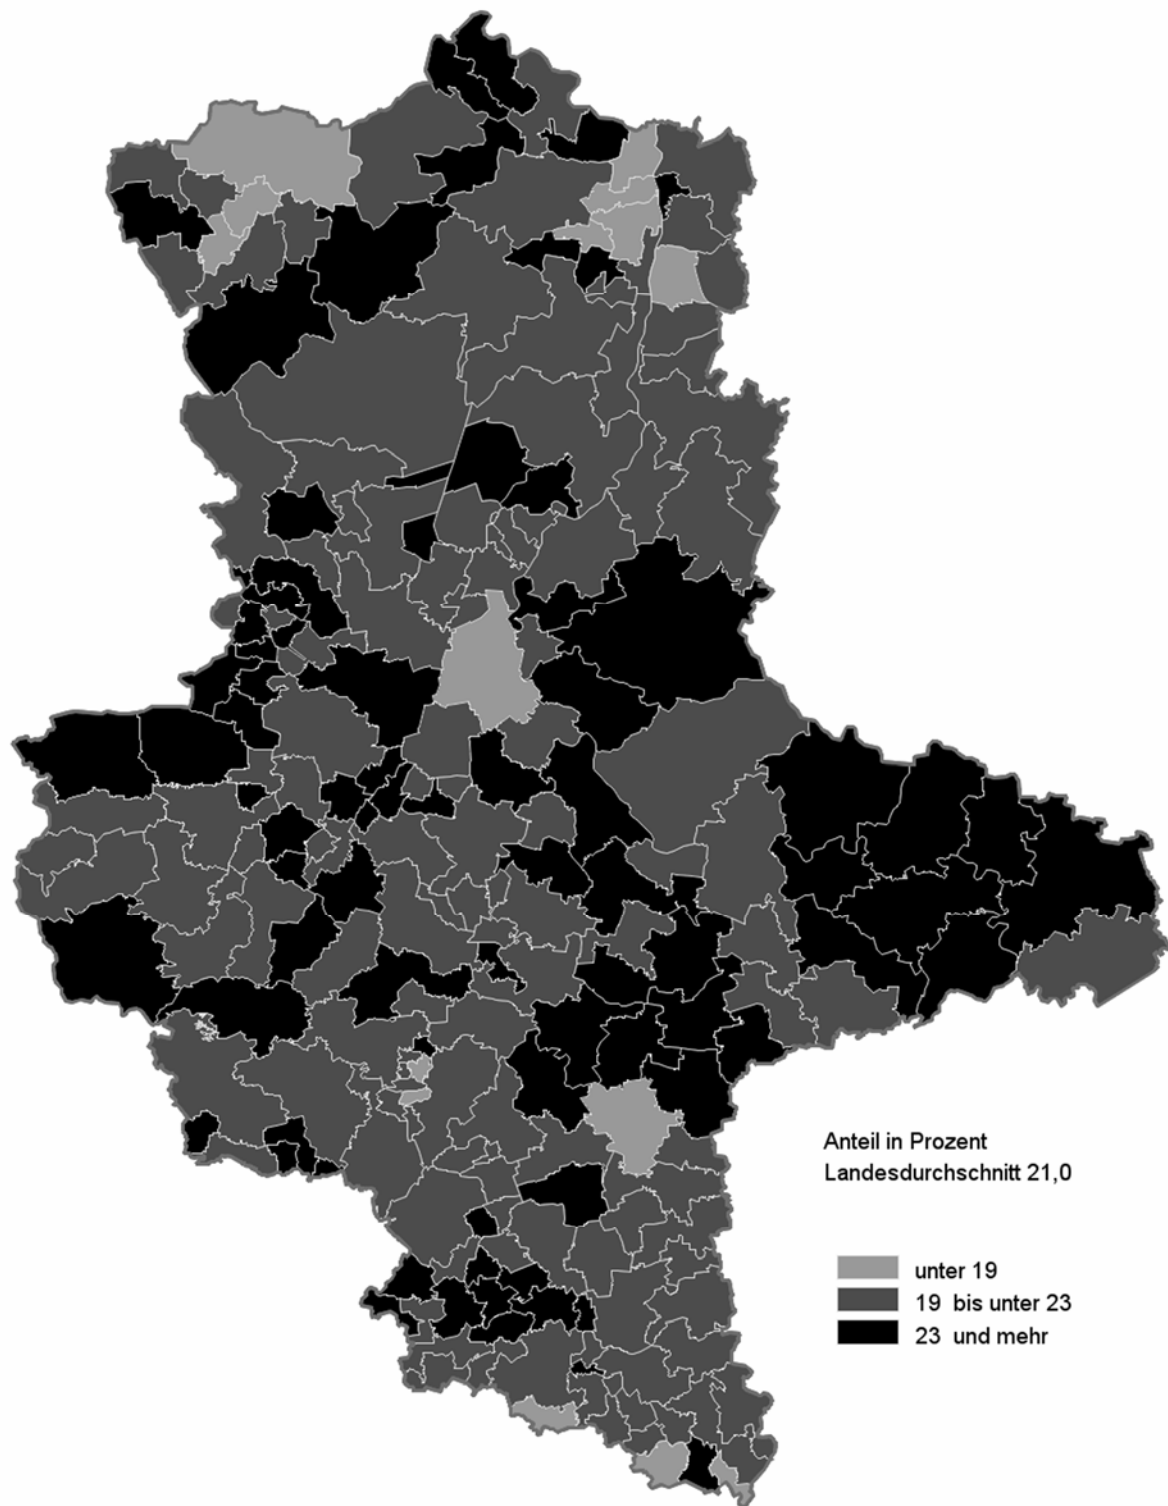 Anteil in Prozent
Landesdurchschnitt 21,0
unter 19
19 bis unter 23
23 und mehr